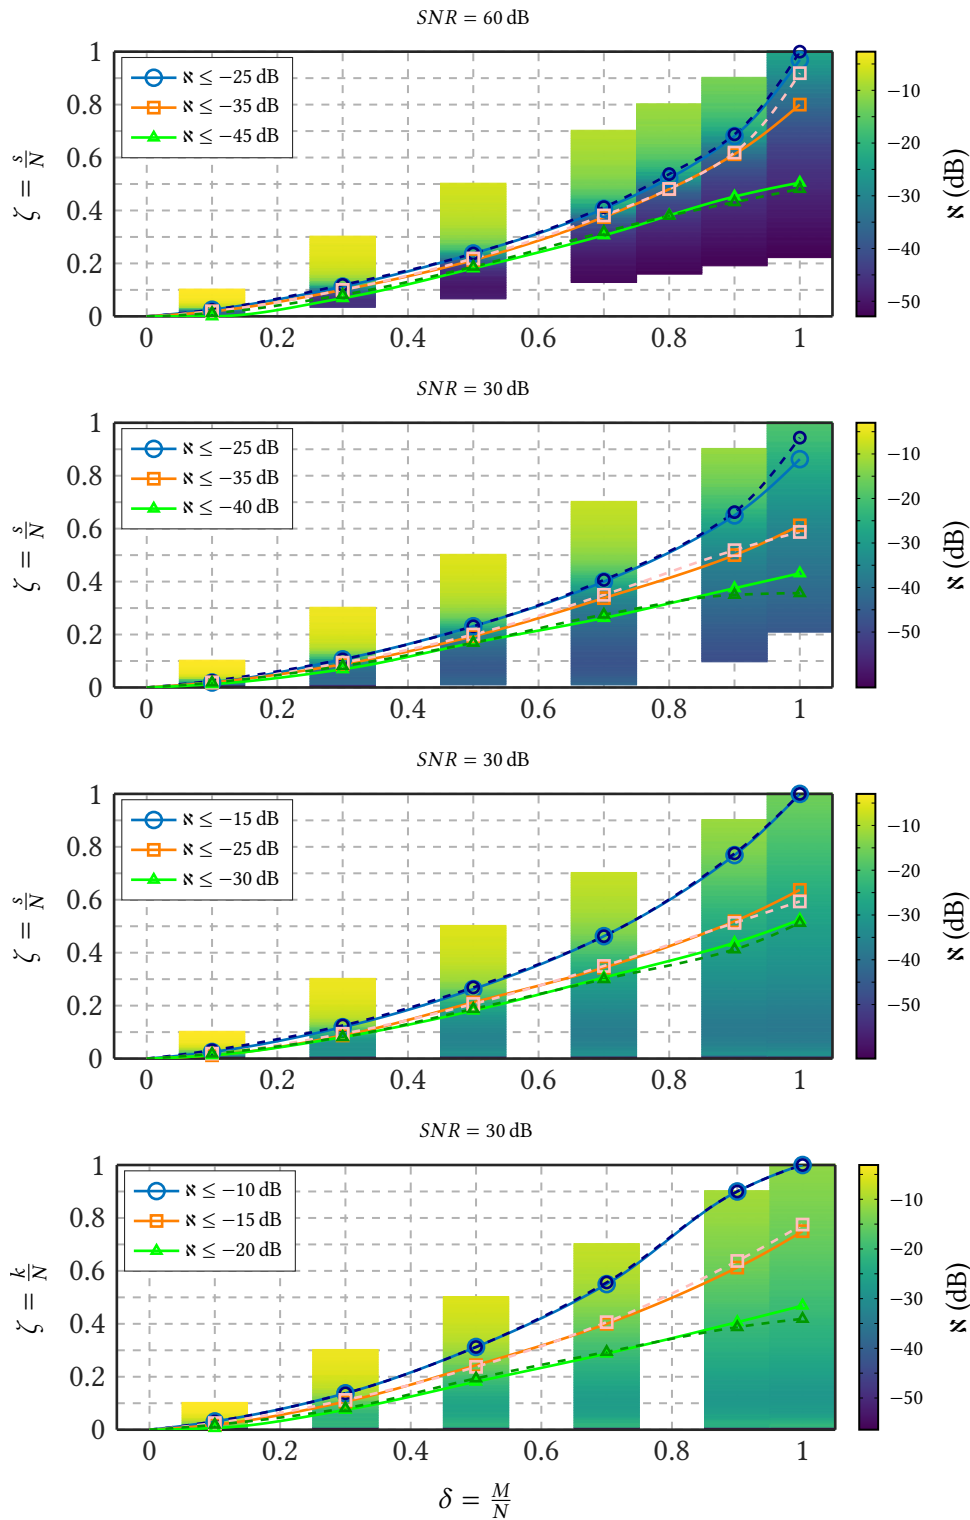 SNR = 60 dB
ℵ ≤ −25 dB
ℵ ≤ −35 dB
ℵ ≤ −45 dB
1
0.8
0.6
0.4
0.2
0
ζ = s/N
0 0.2 0.4 0.6 0.8 1
−10
−20
−30
−40
−50
ℵ (dB)
SNR = 30 dB
ℵ ≤ −25 dB
ℵ ≤ −35 dB
ℵ ≤ −40 dB
1
0.8
0.6
0.4
0.2
0
ζ = s/N
0 0.2 0.4 0.6 0.8 1
−10
−20
−30
−40
−50
ℵ (dB)
SNR = 30 dB
ℵ ≤ −15 dB
ℵ ≤ −25 dB
ℵ ≤ −30 dB
1
0.8
0.6
0.4
0.2
0
ζ = s/N
0 0.2 0.4 0.6 0.8 1
−10
−20
−30
−40
−50
ℵ (dB)
SNR = 30 dB
ℵ ≤ −10 dB
ℵ ≤ −15 dB
ℵ ≤ −20 dB
1
0.8
0.6
0.4
0.2
0
ζ = k/N
0 0.2 0.4 0.6 0.8 1
−10
−20
−30
−40
−50
ℵ (dB)
δ = M/N